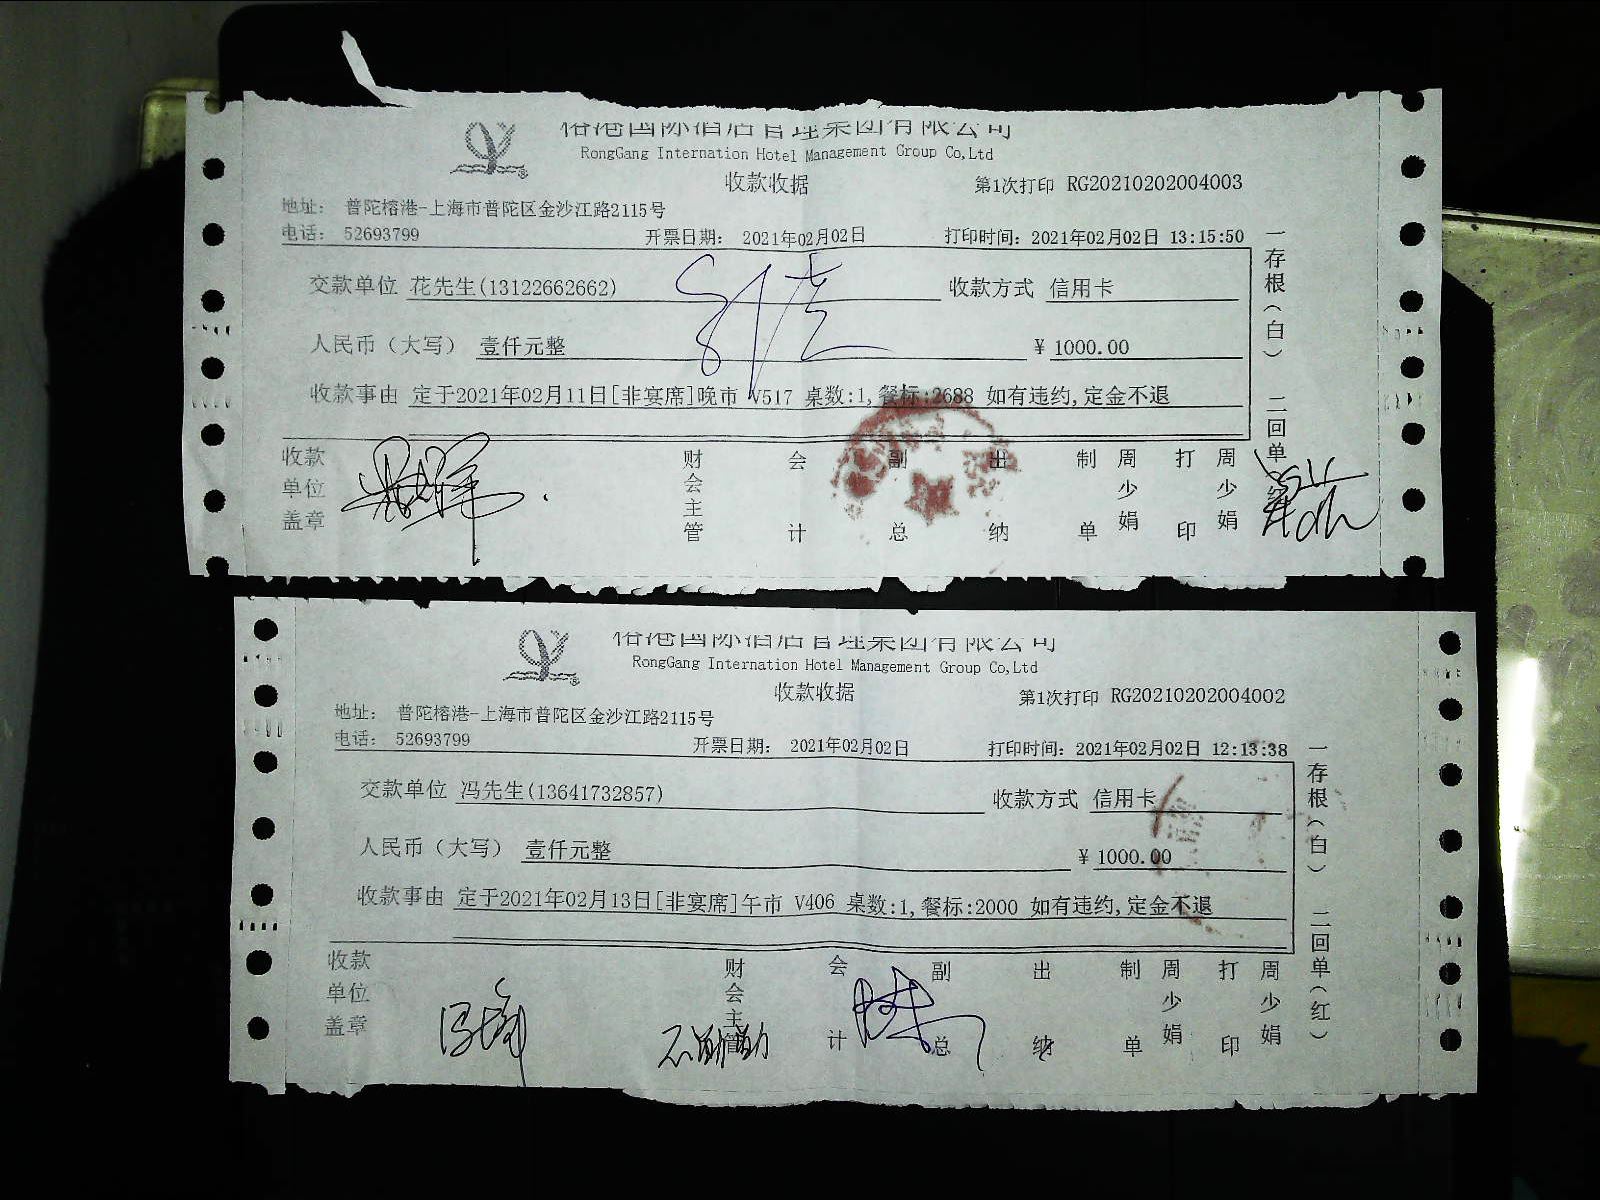 榕港国际酒店管理集团有限公司
RongGang Internation Hotel Management Group Co,Ltd
收款收据 第1次打印 RG20210202004003
地址： 普陀榕港-上海市普陀区金沙江路2115号
电话： 52693799 开票日期： 2021年02月02日 打印时间：2021年02月02日 13:15:50
交款单位 花先生(13122662662) 收款方式 信用卡
人民币（大写） 壹仟元整 ¥ 1000.00
收款事由 定于2021年02月11日[非宴席]晚市 V517 桌数:1,餐标:2688 如有违约,定金不退
收款单位盖章 财会主管 会计 副总 出纳 制单 周少娟 打印 周少娟
一存根（白） 二回单（红
榕港国际酒店管理集团有限公司
RongGang Internation Hotel Management Group Co,Ltd
收款收据 第1次打印 RG20210202004002
地址： 普陀榕港-上海市普陀区金沙江路2115号
电话： 52693799 开票日期： 2021年02月02日 打印时间：2021年02月02日 12:13:38
交款单位 冯先生(13641732857) 收款方式 信用卡
人民币（大写） 壹仟元整 ¥ 1000.00
收款事由 定于2021年02月13日[非宴席]午市 V406 桌数:1,餐标:2000 如有违约,定金不退
收款单位盖章 财会主管 会计 副总 出纳 制单 周少娟 打印 周少娟
一存根（白） 二回单（红）